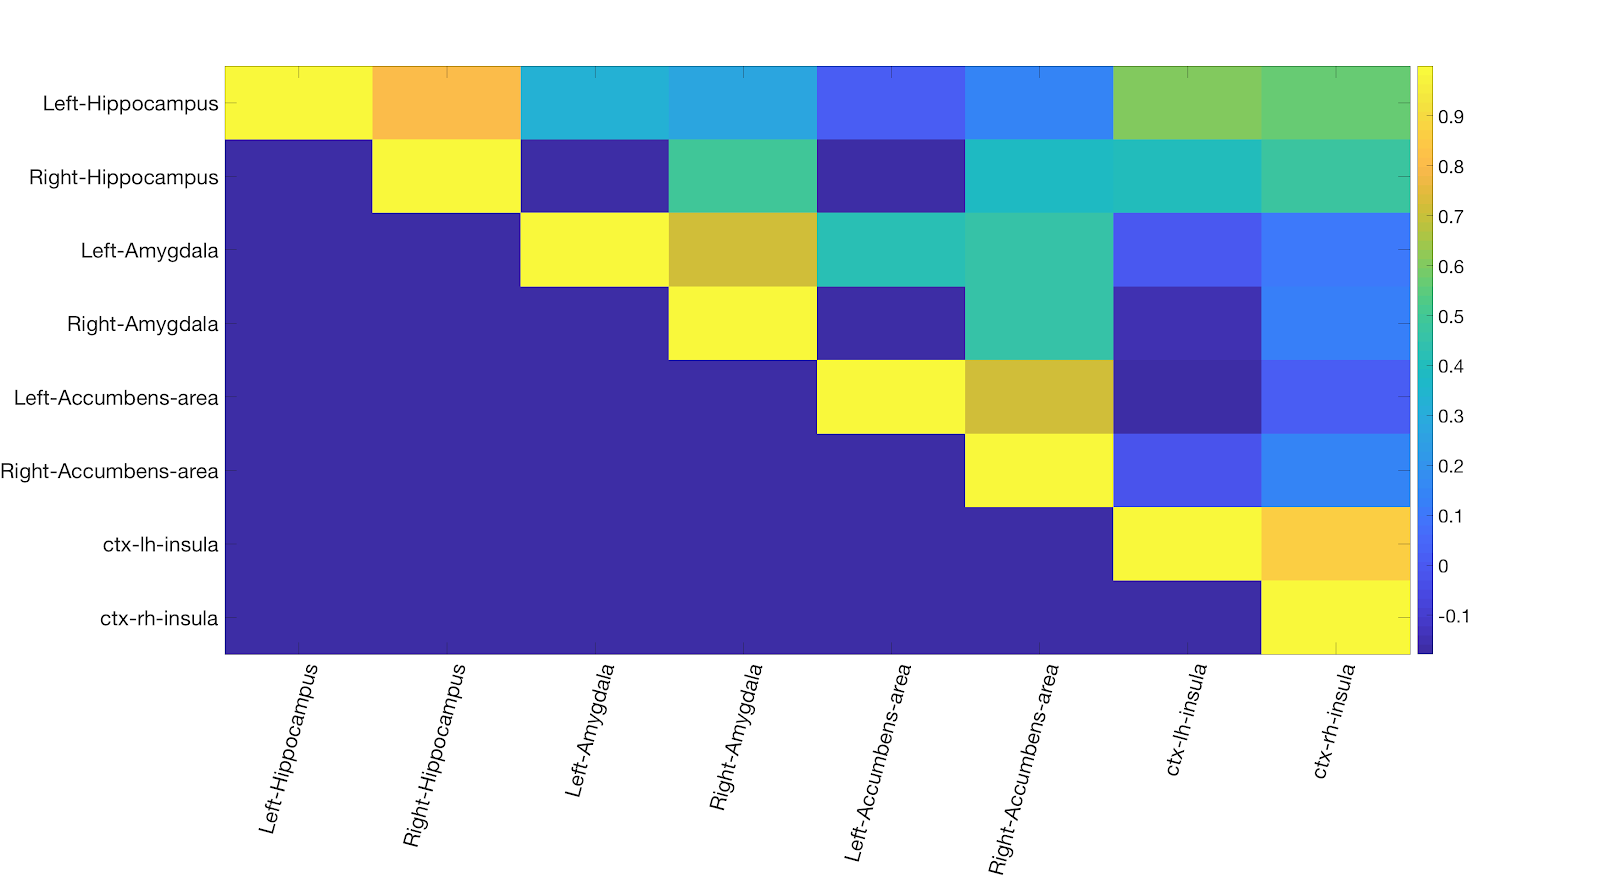 Left-Hippocampus
Right-Hippocampus
Left-Amygdala
Right-Amygdala
Left-Accumbens-area
Right-Accumbens-area
ctx-lh-insula
ctx-rh-insula
0.9
0.8
0.7
0.6
0.5
0.4
0.3
0.2
0.1
0
-0.1
Left-Hippocampus
Right-Hippocampus
Left-Amygdala
Right-Amygdala
Left-Accumbens-area
Right-Accumbens-area
ctx-lh-insula
ctx-rh-insula